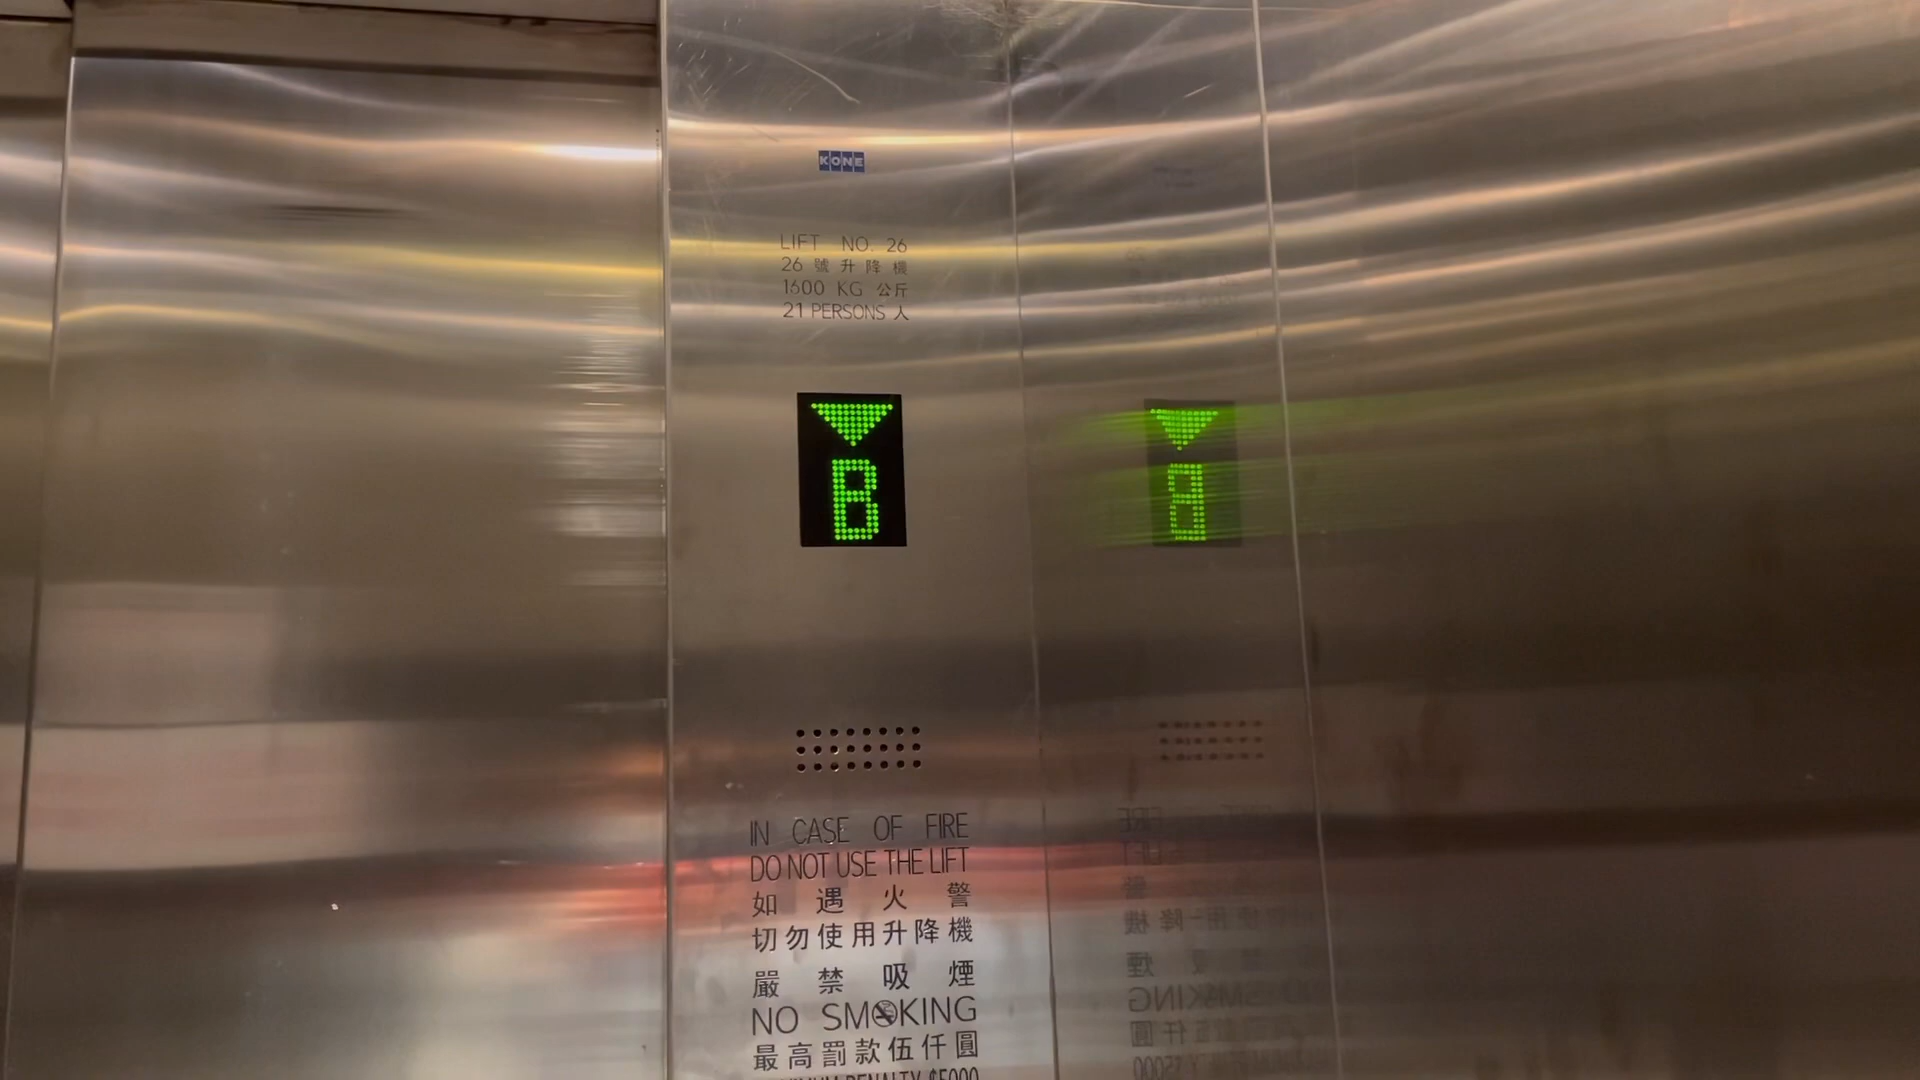 KONE
LIFT NO. 26
26 號升降機
1600 KG 公斤
21 PERSONS 人
B
IN CASE OF FIRE
DO NOT USE THE LIFT
如遇火警
切勿使用升降機
嚴禁吸煙
NO SMOKING
最高罰款伍仟圓
PENALTY $5000